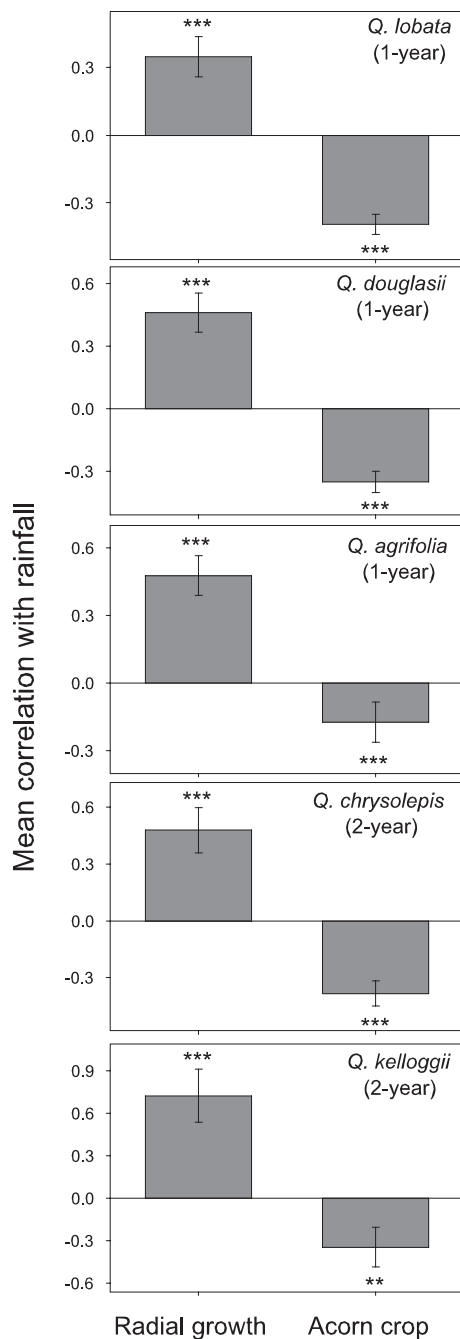 Mean correlation with rainfall
***
Q. lobata
(1-year)
0.3
0.0
-0.3
***
***
Q. douglasii
(1-year)
0.6
0.3
0.0
-0.3
***
***
Q. agrifolia
(1-year)
0.6
0.3
0.0
-0.3
***
***
Q. chrysolepis
(2-year)
0.6
0.3
0.0
-0.3
***
***
Q. kelloggii
(2-year)
0.9
0.6
0.3
0.0
-0.3
-0.6
**
Radial growth Acorn crop